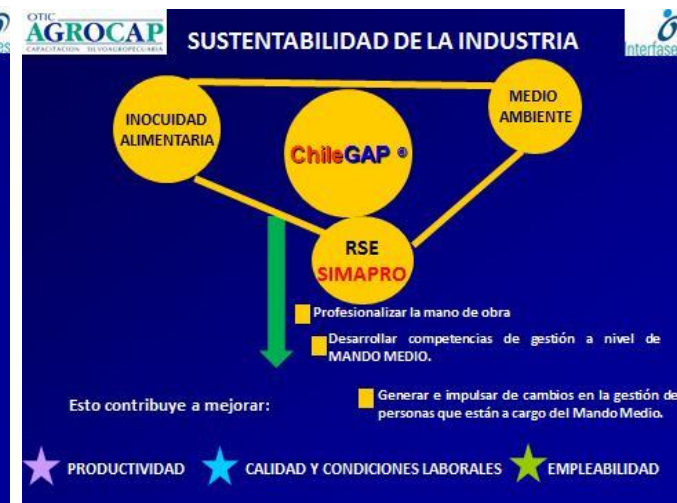 OTIC
AGROCAP
CAPACITACION SILVOAGROPECUARIA
SUSTENTABILIDAD DE LA INDUSTRIA
Interfase
INOCUIDAD
ALIMENTARIA
MEDIO
AMBIENTE
ChileGAP ®
RSE
SIMAPRO
Profesionalizar la mano de obra
Desarrollar competencias de gestión a nivel de
MANDO MEDIO.
Generar e impulsar de cambios en la gestión de
personas que están a cargo del Mando Medio.
Esto contribuye a mejorar:
PRODUCTIVIDAD
CALIDAD Y CONDICIONES LABORALES
EMPLEABILIDAD